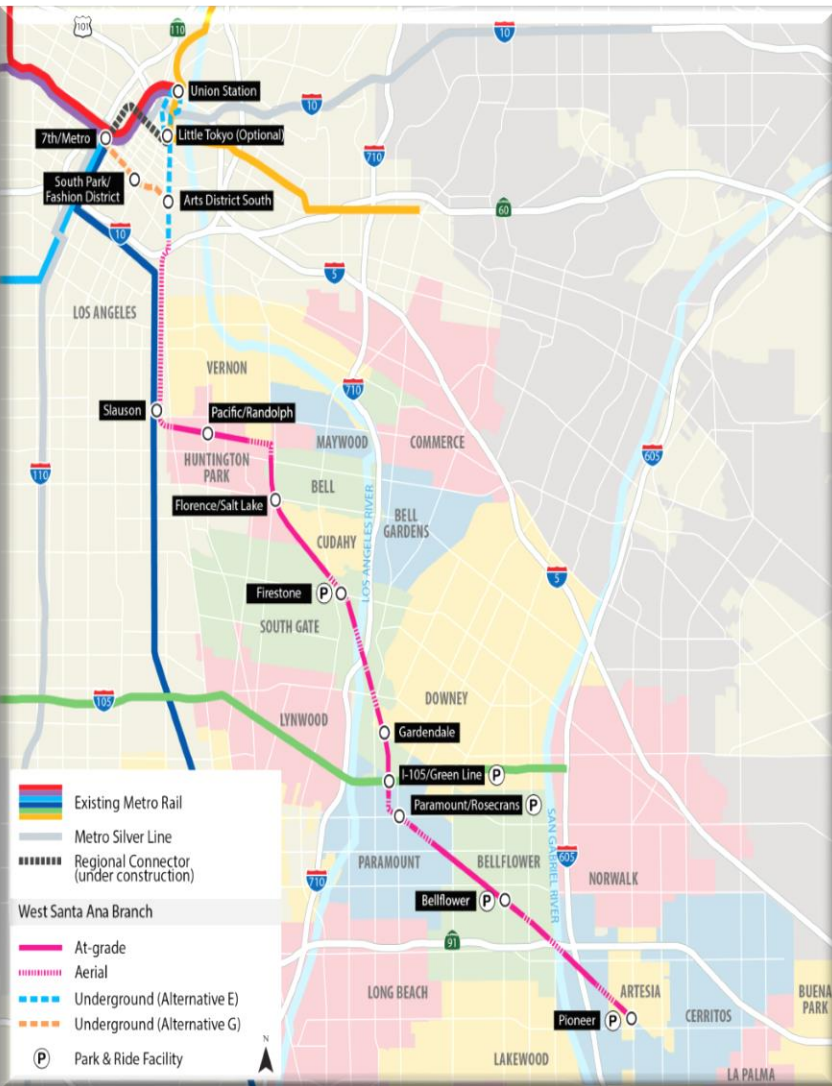 101
110
10
Union Station
10
7th/Metro
Little Tokyo (Optional)
710
South Park/
Fashion District
Arts District South
60
10
5
LOS ANGELES
VERNON
710
Slauson
Pacific/Randolph
MAYWOOD
COMMERCE
605
HUNTINGTON
PARK
110
BELL
Florence/Salt Lake
BELL
GARDENS
CUDAHY
LOS ANGELES RIVER
5
Firestone P
SOUTH GATE
105
DOWNEY
LYNWOOD
Gardendale
I-105/Green Line P
Existing Metro Rail
Paramount/Rosecrans P
Metro Silver Line
SAN GABRIEL RIVER
Regional Connector
(under construction)
PARAMOUNT
BELLFLOWER
605
710
NORWALK
Bellflower P
West Santa Ana Branch
91
At-grade
Aerial
LONG BEACH
ARTESIA
BUENA
PARK
Underground (Alternative E)
CERRITOS
Underground (Alternative G)
Pioneer P
P Park & Ride Facility
N
LAKEWOOD
LA PALMA